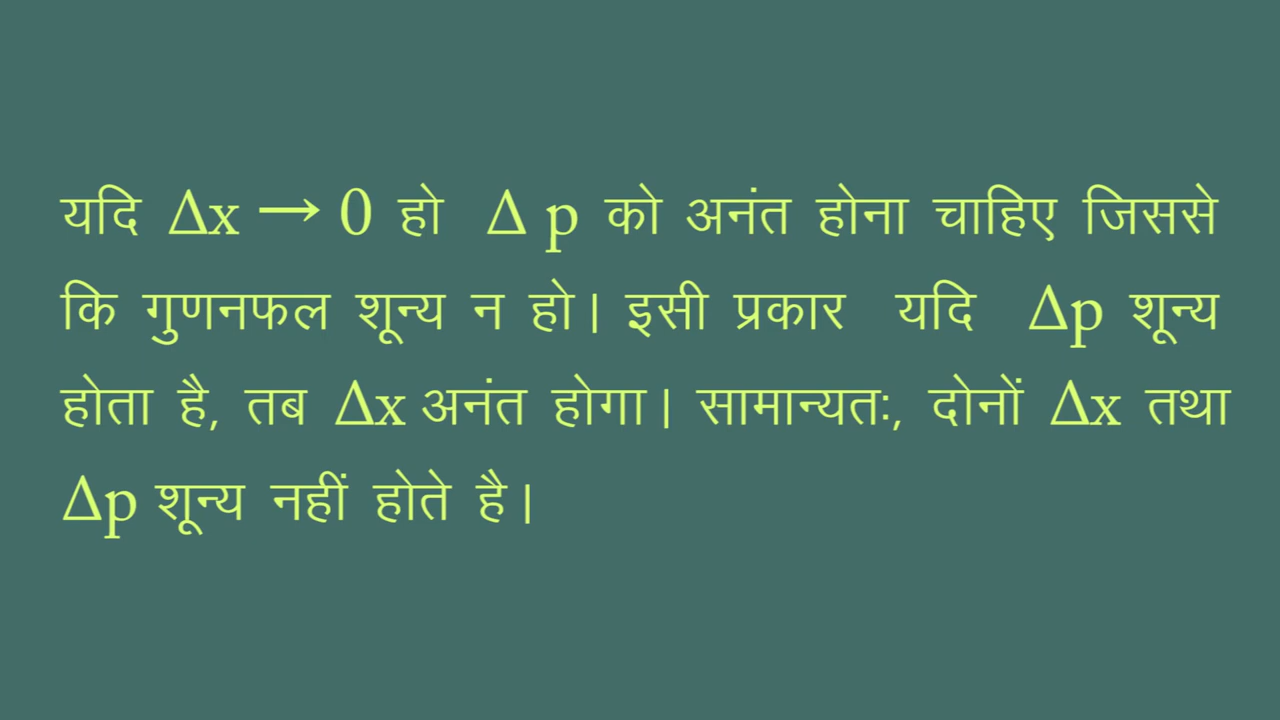 यदि Δx → 0 हो Δ p को अनंत होना चाहिए जिससे
कि गुणनफल शून्य न हो। इसी प्रकार यदि Δp शून्य
होता है, तब Δx अनंत होगा। सामान्यतः, दोनों Δx तथा
Δp शून्य नहीं होते है।